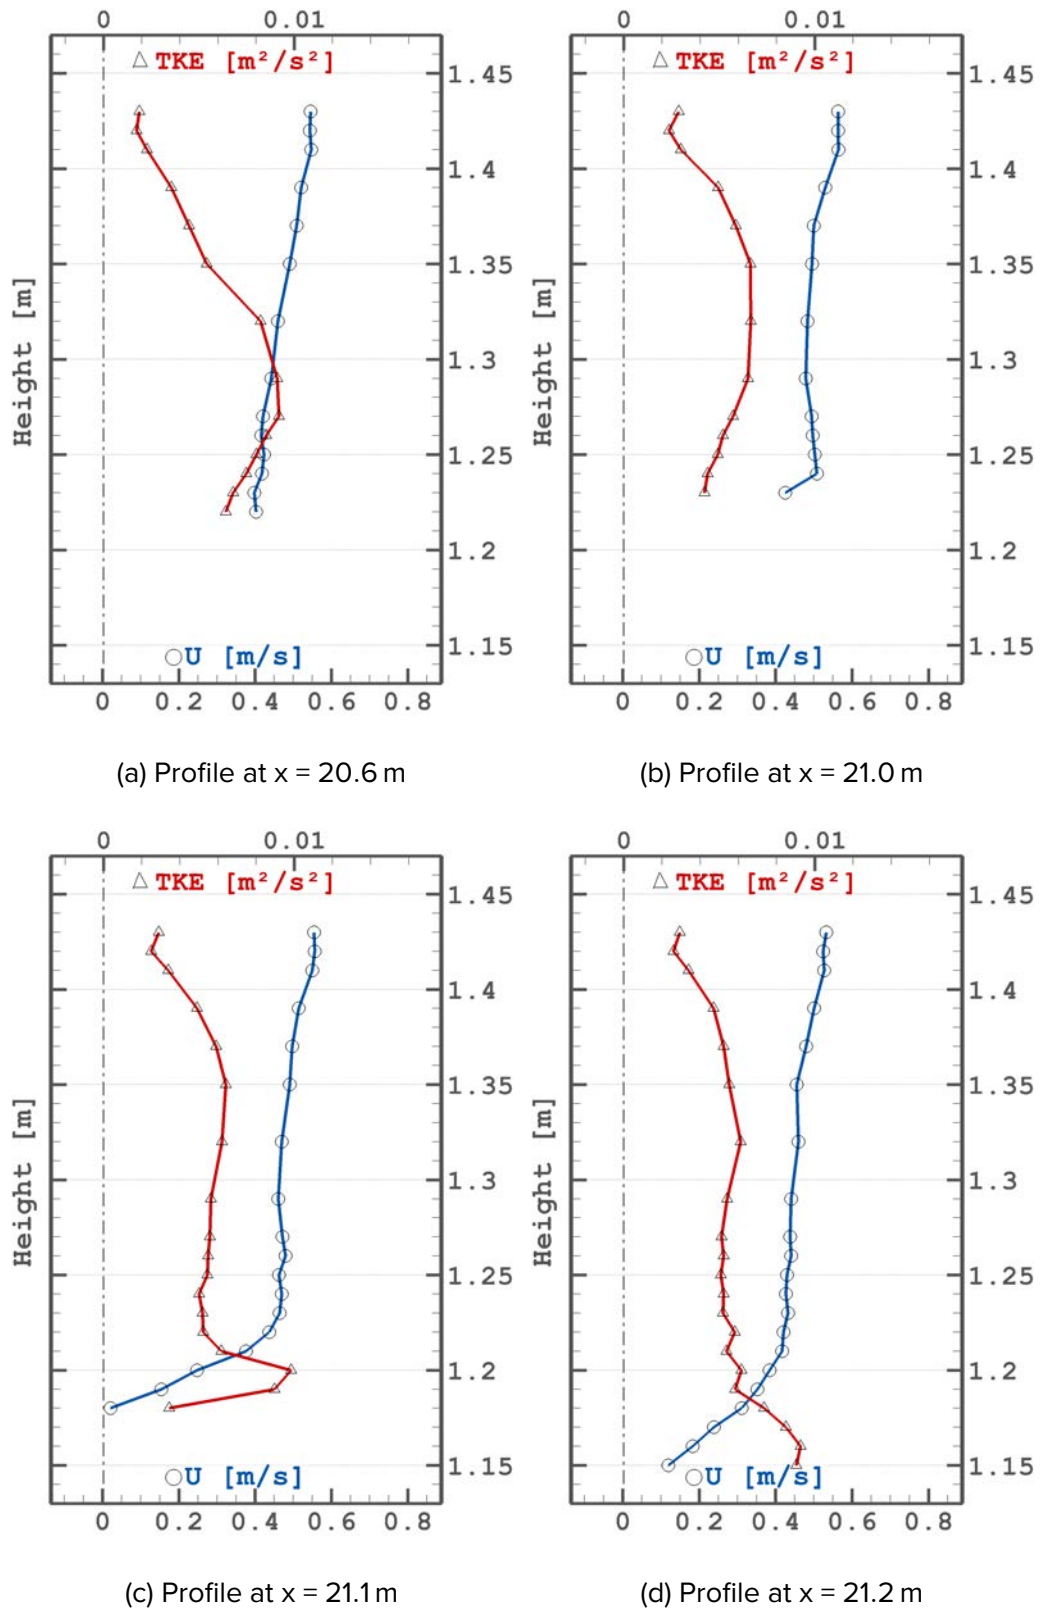 0 0.01
△ TKE [m²/s²]
1.45
1.4
1.35
1.3
1.25
1.2
1.15
Height [m]
○U [m/s]
0 0.2 0.4 0.6 0.8
(a) Profile at x = 20.6 m
0 0.01
△ TKE [m²/s²]
1.45
1.4
1.35
1.3
1.25
1.2
1.15
Height [m]
○U [m/s]
0 0.2 0.4 0.6 0.8
(b) Profile at x = 21.0 m
0 0.01
△ TKE [m²/s²]
1.45
1.4
1.35
1.3
1.25
1.2
1.15
Height [m]
○U [m/s]
0 0.2 0.4 0.6 0.8
(c) Profile at x = 21.1 m
0 0.01
△ TKE [m²/s²]
1.45
1.4
1.35
1.3
1.25
1.2
1.15
Height [m]
○U [m/s]
0 0.2 0.4 0.6 0.8
(d) Profile at x = 21.2 m